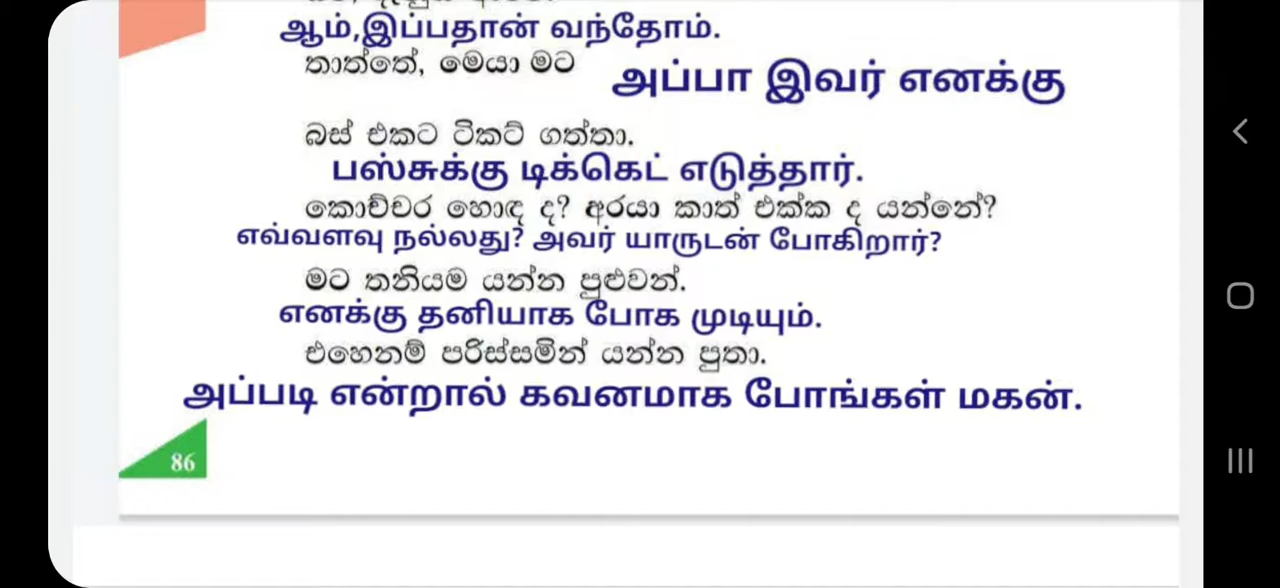 ஆம்,இப்பதான் வந்தோம்.
තාත්තේ, මෙයා මට அப்பா இவர் எனக்கு
බස් එකට ටිකට් ගත්තා.
பஸ்சுக்கு டிக்கெட் எடுத்தார்.
කොච්චර හොඳ ද? අරයා කාත් එක්ක ද යන්නේ?
எவ்வளவு நல்லது? அவர் யாருடன் போகிறார்?
මට තනියම යන්න පුළුවන්.
எனக்கு தனியாக போக முடியும்.
එහෙනම් පරිස්සමින් යන්න පුතා.
அப்படி என்றால் கவனமாக போங்கள் மகன்.
86